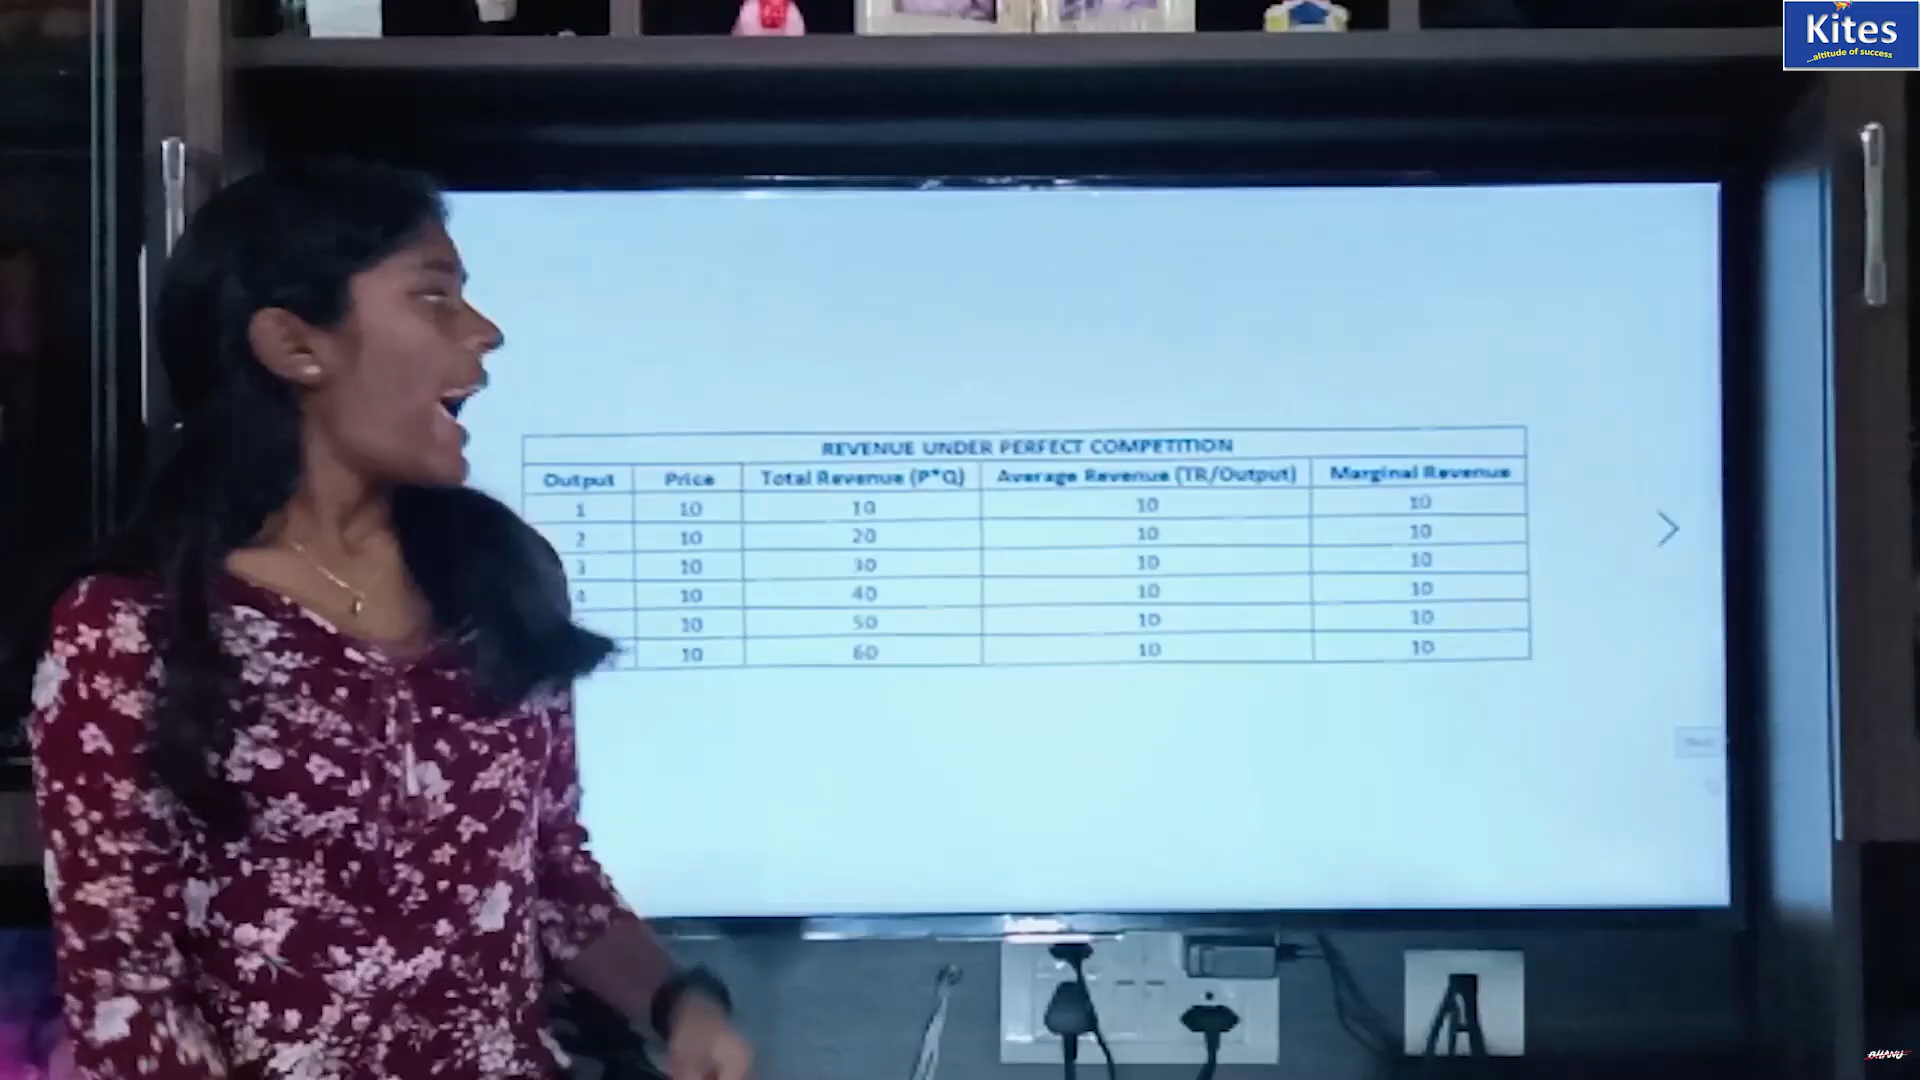 Kites
...altitude of success
REVENUE UNDER PERFECT COMPETITION
Output Price Total Revenue (P*Q) Average Revenue (TR/Output) Marginal Revenue
1 10 10 10 10
2 10 20 10 10
3 10 30 10 10
4 10 40 10 10
10 50 10 10
10 60 10 10
BHANU